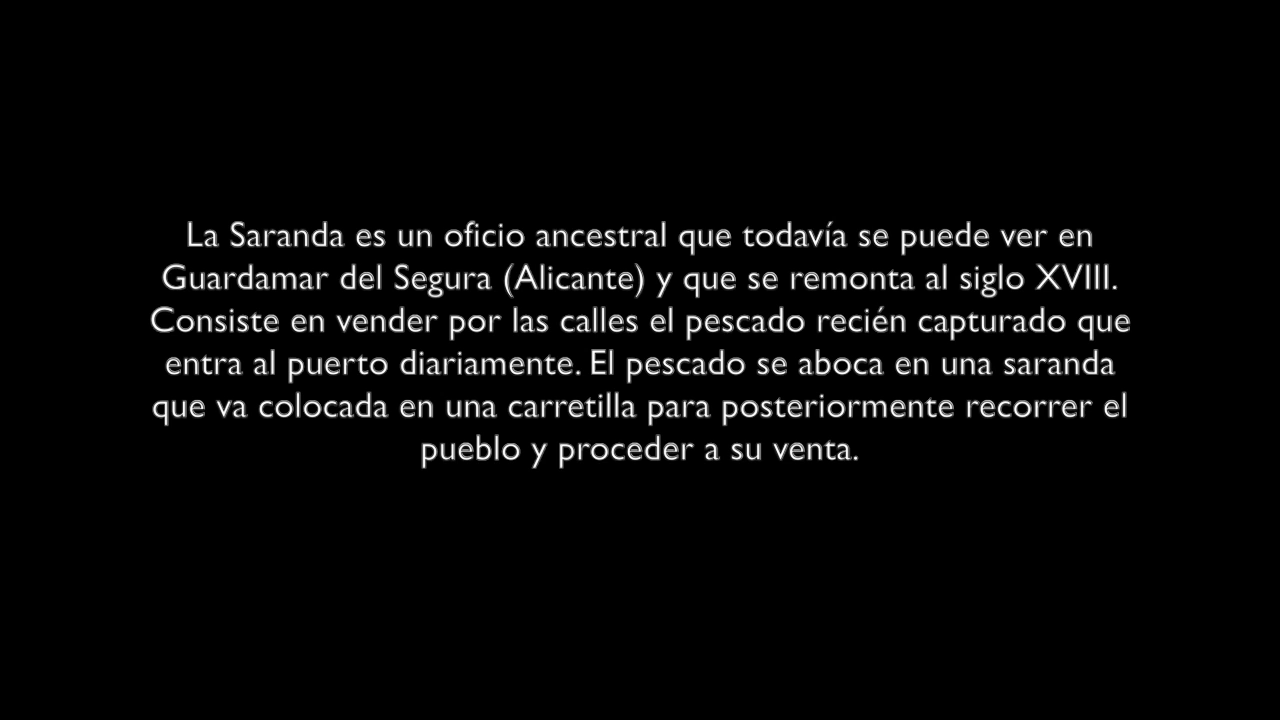 La Saranda es un oficio ancestral que todavía se puede ver en
Guardamar del Segura (Alicante) y que se remonta al siglo XVIII.
Consiste en vender por las calles el pescado recién capturado que
entra al puerto diariamente. El pescado se aboca en una saranda
que va colocada en una carretilla para posteriormente recorrer el
pueblo y proceder a su venta.